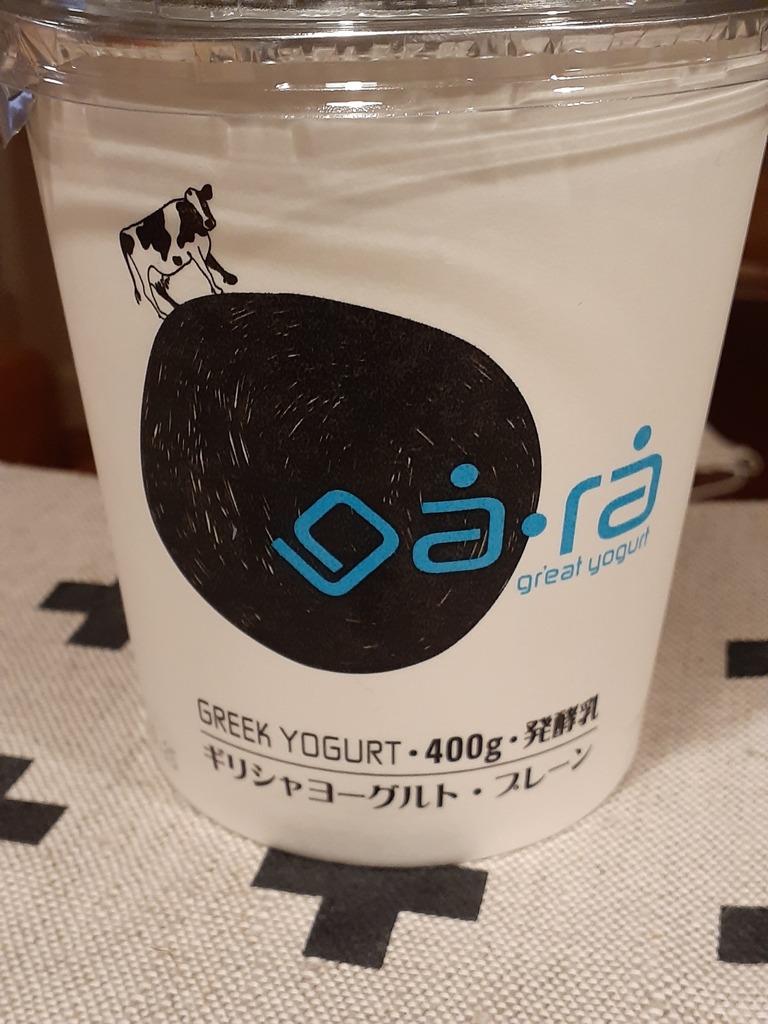 a·ra
great yogurt
GREEK YOGURT・400g・発酵乳
ギリシャヨーグルト・プレーン